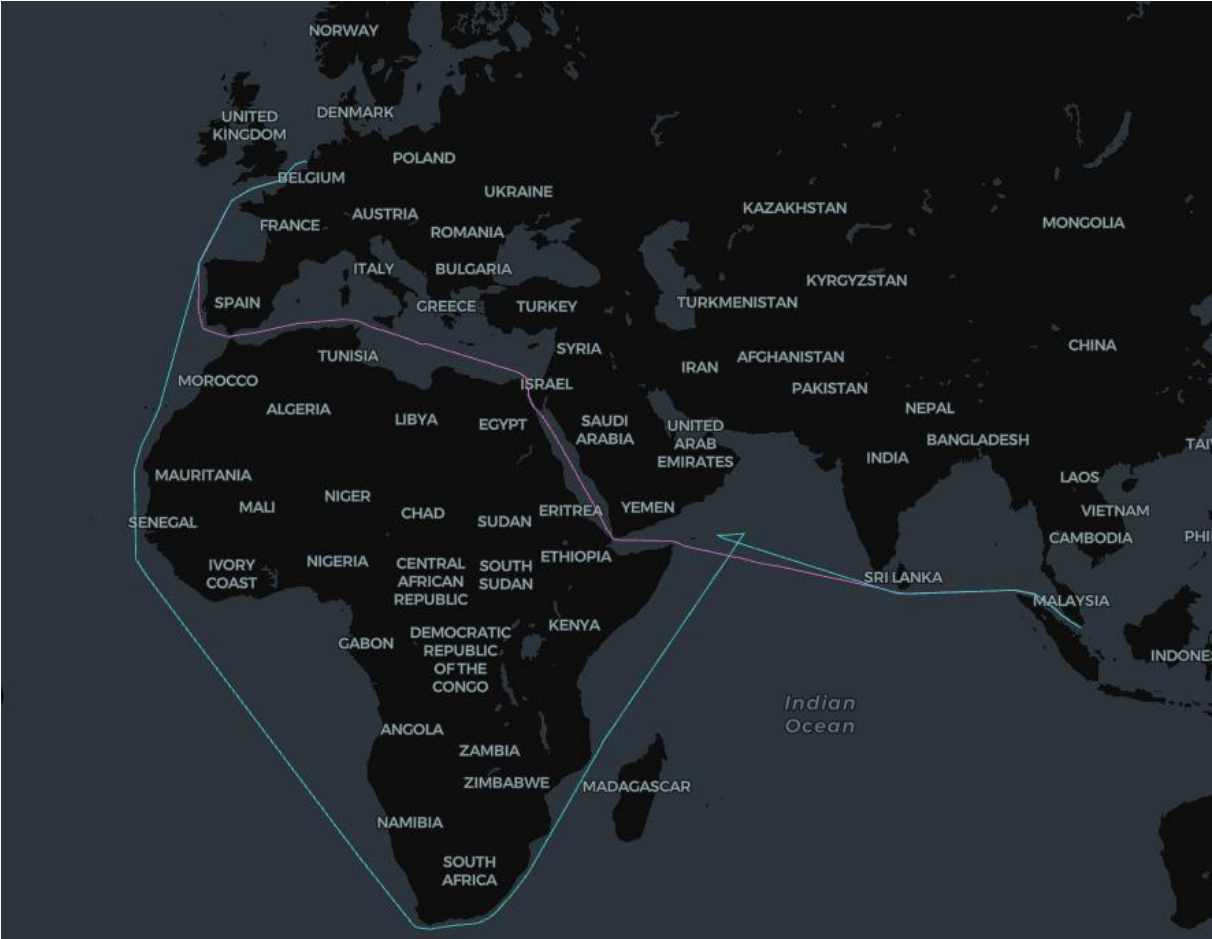 NORWAY
UNITED
KINGDOM
DENMARK
POLAND
BELGIUM
UKRAINE
AUSTRIA
FRANCE
ROMANIA
KAZAKHSTAN
MONGOLIA
ITALY
BULGARIA
KYRGYZSTAN
SPAIN
GREECE
TURKEY
TURKMENISTAN
SYRIA
TUNISIA
CHINA
IRAN
AFGHANISTAN
MOROCCO
ISRAEL
PAKISTAN
ALGERIA
LIBYA
EGYPT
SAUDI
ARABIA
UNITED
ARAB
EMIRATES
NEPAL
BANGLADESH
TAI
INDIA
MAURITANIA
LAOS
MALI
NIGER
CHAD
SUDAN
ERITREA
YEMEN
VIETNAM
SENEGAL
CAMBODIA
PHI
IVORY
COAST
NIGERIA
CENTRAL
AFRICAN
REPUBLIC
SOUTH
SUDAN
ETHIOPIA
SRI LANKA
MALAYSIA
GABON
DEMOCRATIC
REPUBLIC
OF THE
CONGO
KENYA
INDONES
Indian
Ocean
ANGOLA
ZAMBIA
ZIMBABWE
MADAGASCAR
NAMIBIA
SOUTH
AFRICA